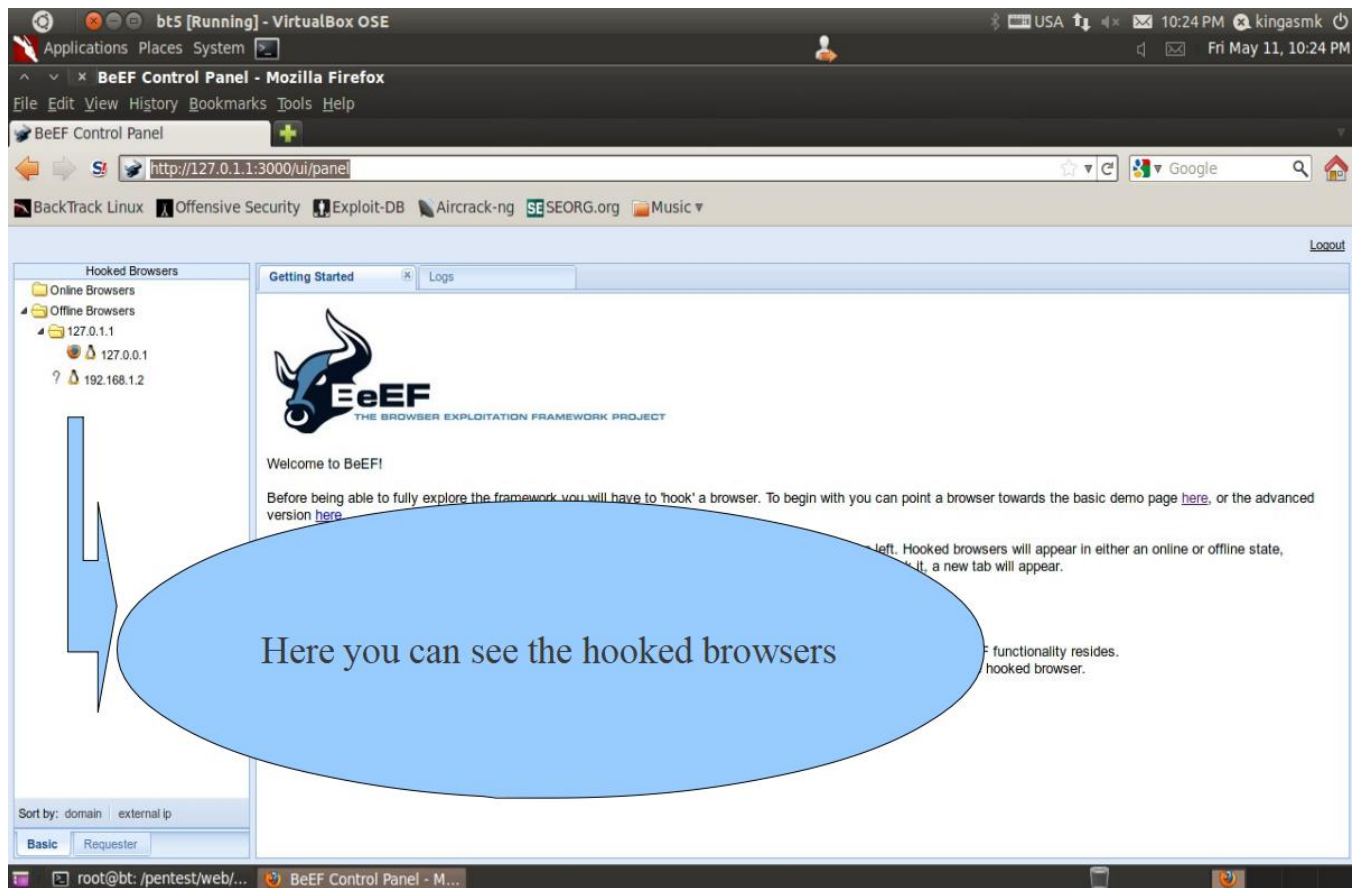 bt5 [Running] - VirtualBox OSE
USA 10:24 PM kingasmk
Applications Places System
Fri May 11, 10:24 PM
BeEF Control Panel - Mozilla Firefox
File Edit View History Bookmarks Tools Help
BeEF Control Panel
http://127.0.1.1:3000/ui/panel
Google
BackTrack Linux Offensive Security Exploit-DB Aircrack-ng SEORG.org Music
Logout
Hooked Browsers
Online Browsers
Offline Browsers
127.0.1.1
127.0.0.1
? 192.168.1.2
Getting Started
Logs
BeEF
THE BROWSER EXPLOITATION FRAMEWORK PROJECT
Welcome to BeEF!
Before being able to fully explore the framework you will have to 'hook' a browser. To begin with you can point a browser towards the basic demo page here, or the advanced
version here.
left. Hooked browsers will appear in either an online or offline state,
it, a new tab will appear.
Here you can see the hooked browsers
functionality resides.
hooked browser.
Sort by: domain external ip
Basic Requester
root@bt: /pentest/web/...
BeEF Control Panel - M...